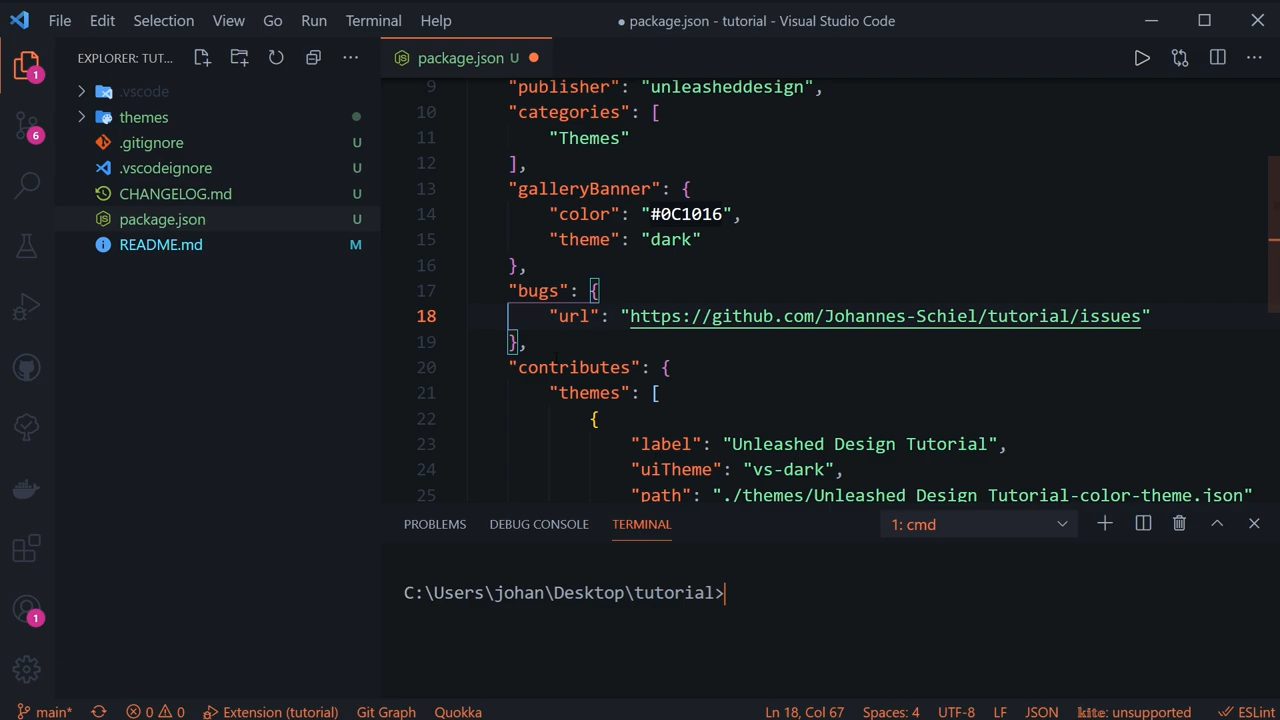 File Edit Selection View Go Run Terminal Help ● package.json - tutorial - Visual Studio Code
EXPLORER: TUT...
package.json U
1
.vscode
themes
6
.gitignore U
.vscodeignore U
CHANGELOG.md U
package.json U
README.md M
1
9 "publisher": "unleasheddesign",
10 "categories": [
11 "Themes"
12 ],
13 "galleryBanner": {
14 "color": "#0C1016",
15 "theme": "dark"
16 },
17 "bugs": {
18 "url": "https://github.com/Johannes-Schiel/tutorial/issues"
19 },
20 "contributes": {
21 "themes": [
22 {
23 "label": "Unleashed Design Tutorial",
24 "uiTheme": "vs-dark",
25 "path": "./themes/Unleashed Design Tutorial-color-theme.json"
PROBLEMS DEBUG CONSOLE TERMINAL 1: cmd
C:\Users\johan\Desktop\tutorial>
main* 0 0 Extension (tutorial) Git Graph Quokka Ln 18, Col 67 Spaces: 4 UTF-8 LF JSON kite: unsupported ESLint